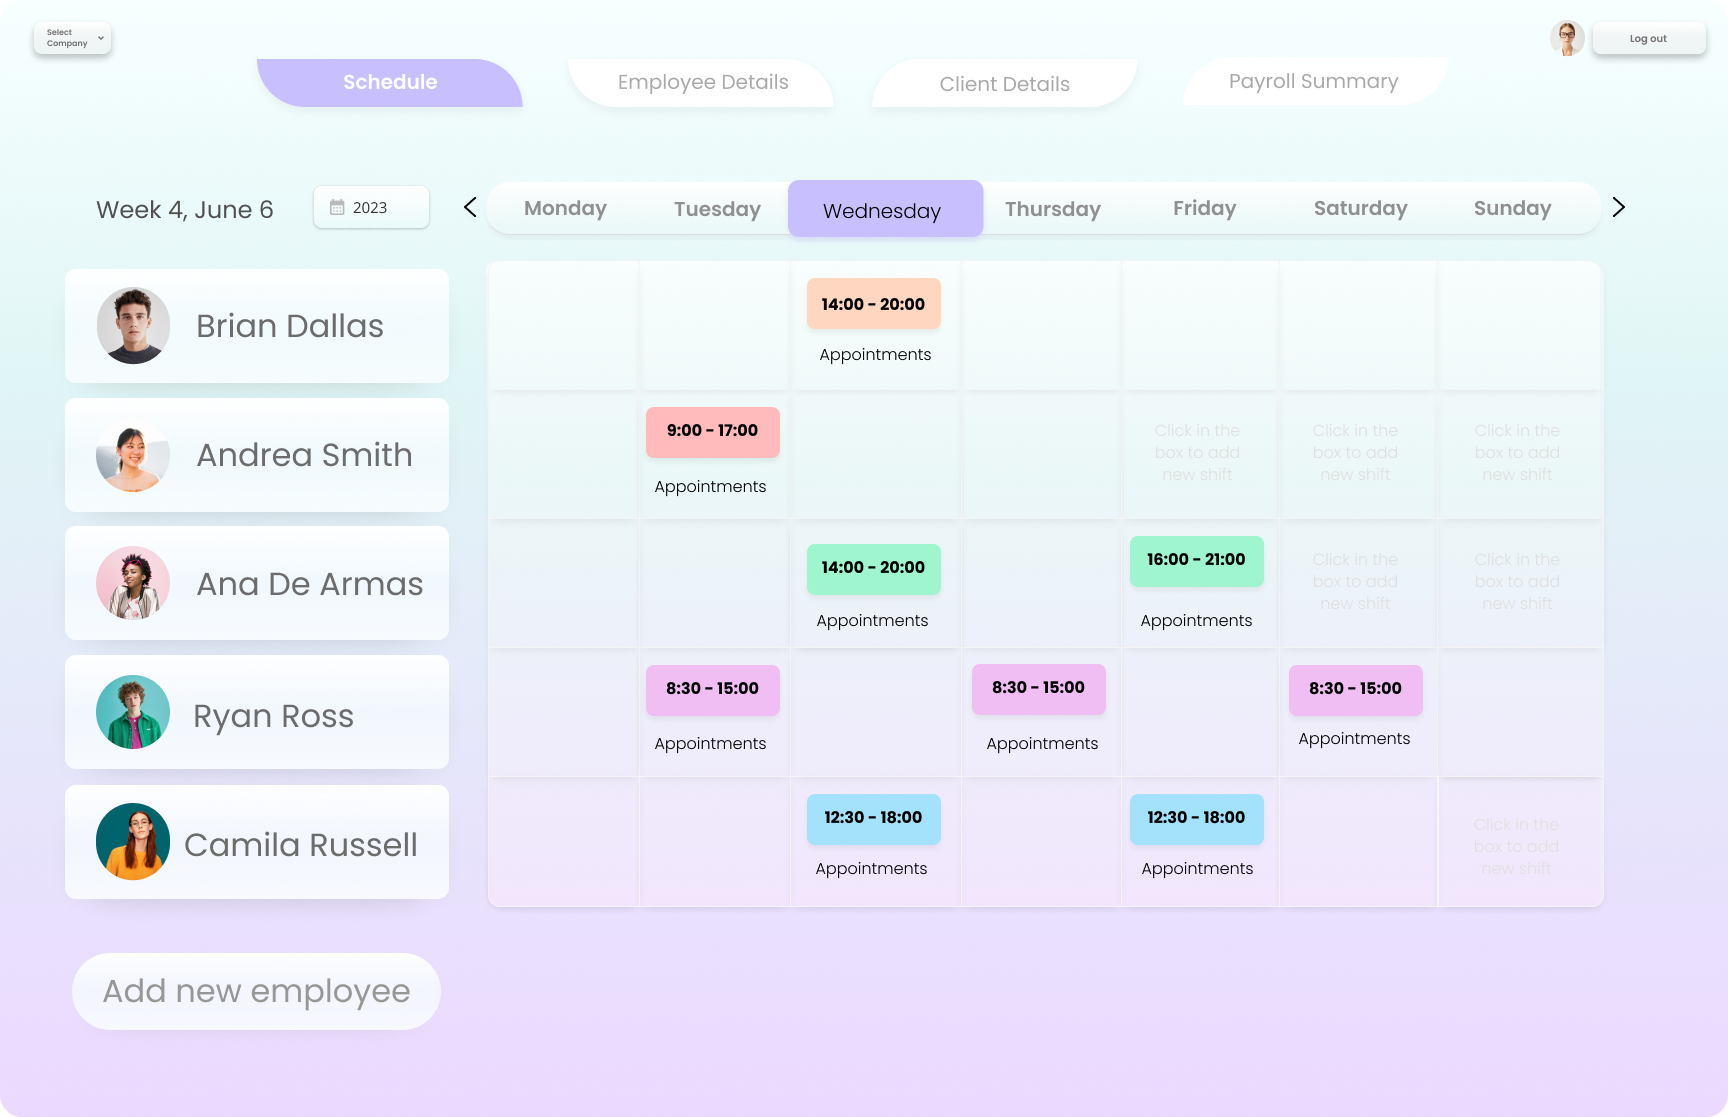 Select
Company
Log out
Schedule
Employee Details
Client Details
Payroll Summary
Week 4, June 6
2023
Monday
Tuesday
Wednesday
Thursday
Friday
Saturday
Sunday
Brian Dallas
14:00 - 20:00
Appointments
Andrea Smith
9:00 - 17:00
Appointments
Click in the
box to add
new shift
Click in the
box to add
new shift
Click in the
box to add
new shift
Ana De Armas
14:00 - 20:00
Appointments
16:00 - 21:00
Appointments
Click in the
box to add
new shift
Click in the
box to add
new shift
Ryan Ross
8:30 - 15:00
Appointments
8:30 - 15:00
Appointments
8:30 - 15:00
Appointments
Camila Russell
12:30 - 18:00
Appointments
12:30 - 18:00
Appointments
Click in the
box to add
new shift
Add new employee